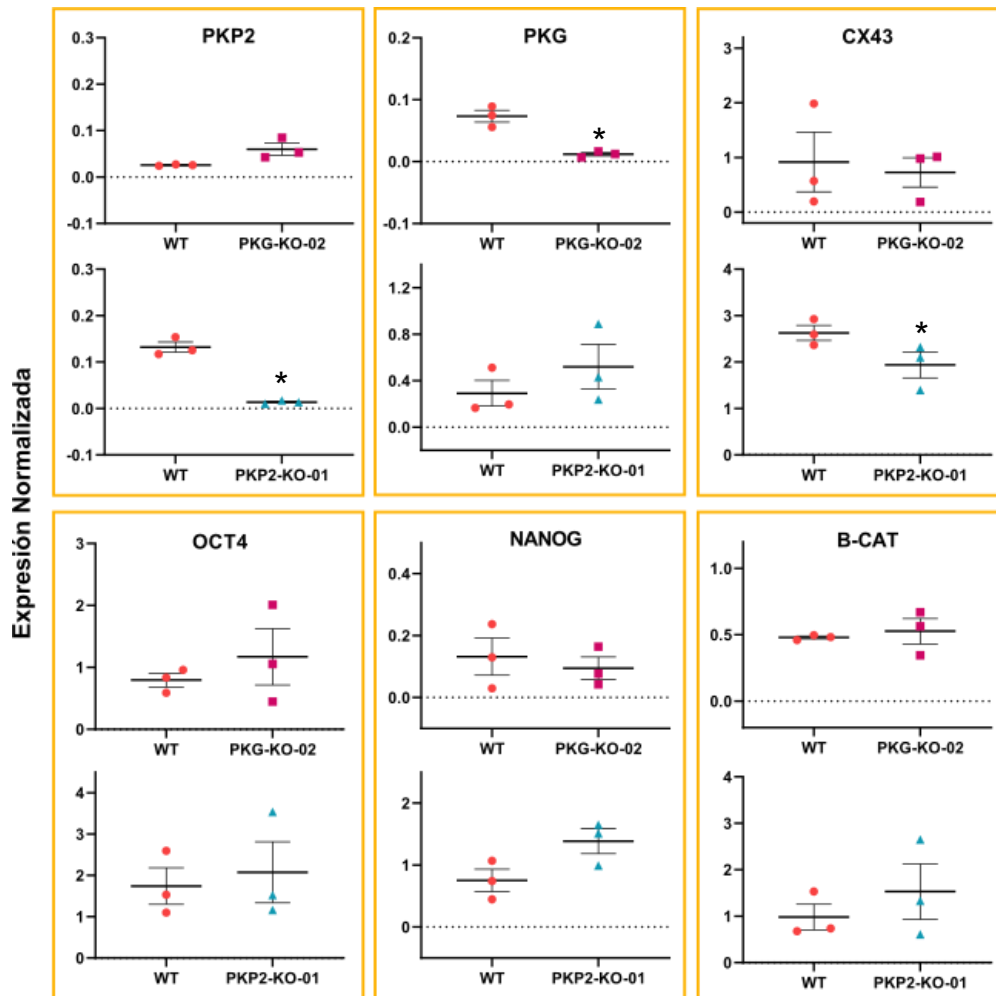 Expresión Normalizada
PKP2
0.3
0.2
0.1
0.0
-0.1
WT PKG-KO-02
0.3
0.2
0.1
0.0
-0.1
WT PKP2-KO-01
*
PKG
0.2
0.1
0.0
-0.1
WT PKG-KO-02
*
1.2
0.8
0.4
0.0
WT PKP2-KO-01
CX43
3
2
1
0
WT PKG-KO-02
4
3
2
1
0
WT PKP2-KO-01
*
OCT4
3
2
1
0
WT PKG-KO-02
4
3
2
1
0
WT PKP2-KO-01
NANOG
0.4
0.2
0.0
WT PKG-KO-02
2
1
0
WT PKP2-KO-01
B-CAT
1.0
0.5
0.0
WT PKG-KO-02
4
3
2
1
0
WT PKP2-KO-01